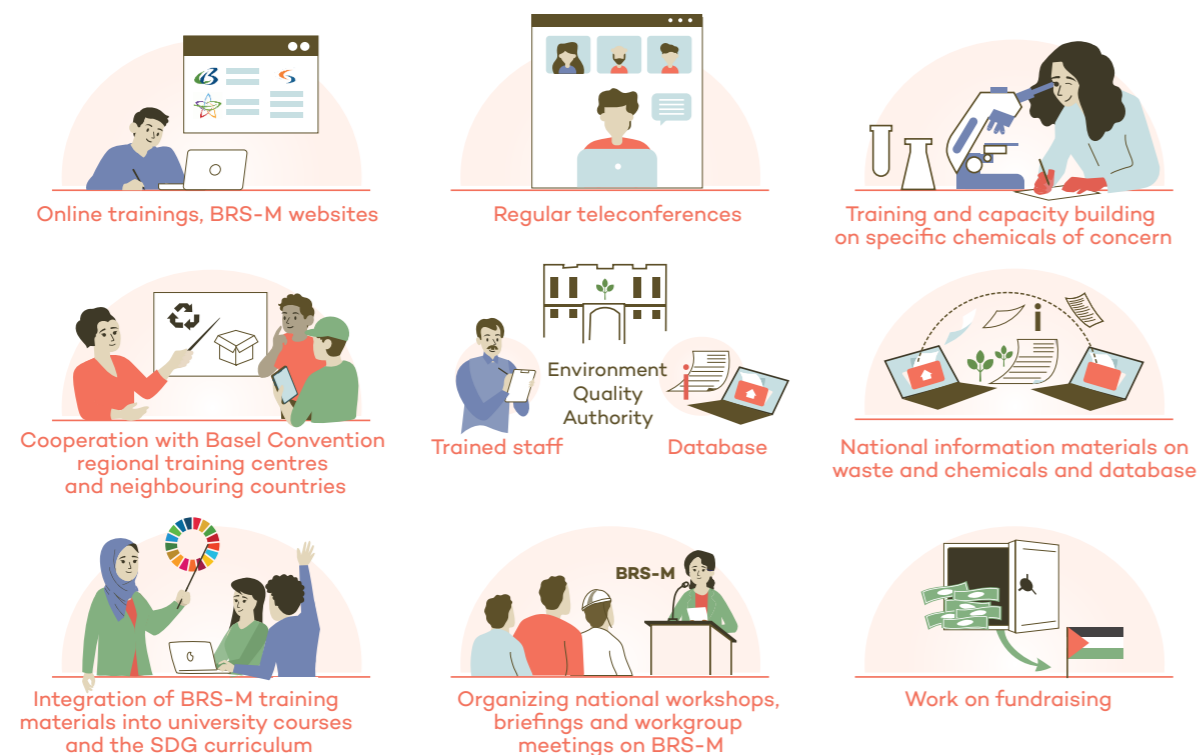 Online trainings, BRS-M websites
Regular teleconferences
Training and capacity building
on specific chemicals of concern
Cooperation with Basel Convention
regional training centres
and neighbouring countries
Environment
Quality
Authority
Trained staff
i
Database
i
National information materials on
waste and chemicals and database
Integration of BRS-M training
materials into university courses
and the SDG curriculum
BRS-M
Organizing national workshops,
briefings and workgroup
meetings on BRS-M
Work on fundraising